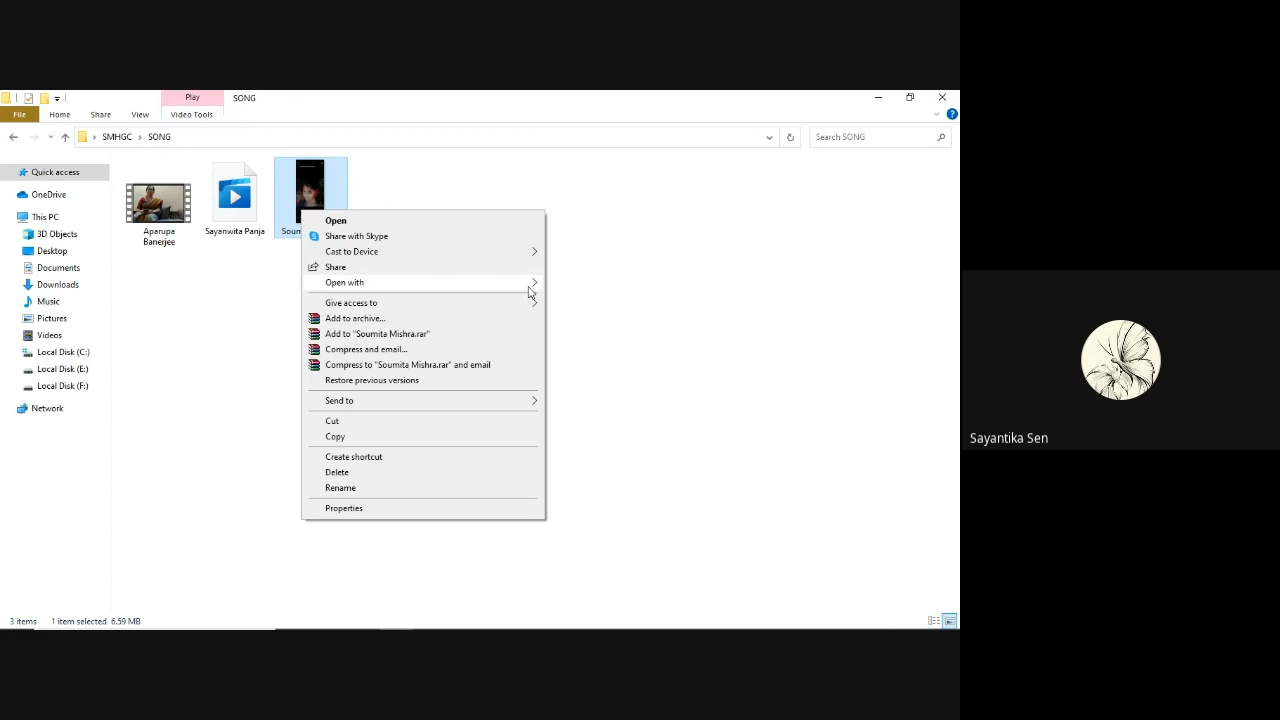 Play
SONG
File
Home
Share
View
Video Tools
SMHGC
SONG
Search SONG
Quick access
OneDrive
This PC
3D Objects
Desktop
Documents
Downloads
Music
Pictures
Videos
Local Disk (C:)
Local Disk (E:)
Local Disk (F:)
Network
Aparupa
Banerjee
Sayanwita Panja
Open
Share with Skype
Cast to Device
Share
Open with
Give access to
Add to archive...
Add to "Soumita Mishra.rar"
Compress and email...
Compress to "Soumita Mishra.rar" and email
Restore previous versions
Send to
Cut
Copy
Create shortcut
Delete
Rename
Properties
3 items
1 item selected 6.59 MB
Sayantika Sen